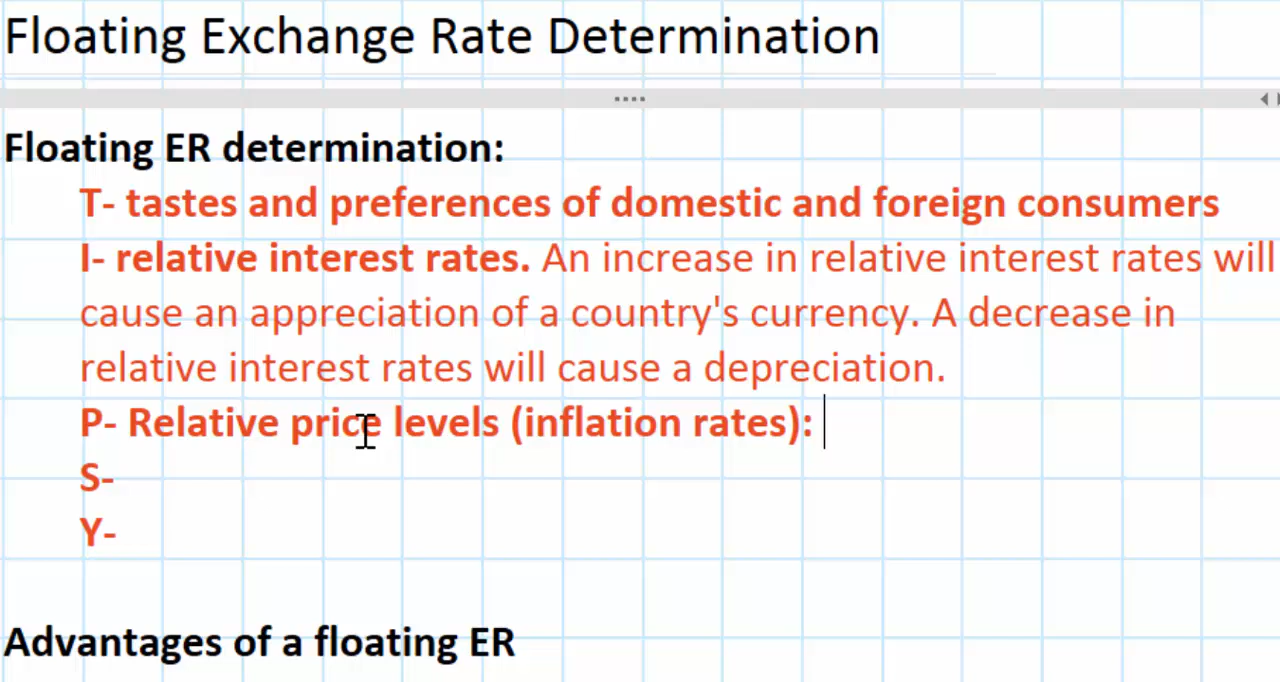 Floating Exchange Rate Determination
Floating ER determination:
T- tastes and preferences of domestic and foreign consumers
I- relative interest rates. An increase in relative interest rates will
cause an appreciation of a country's currency. A decrease in
relative interest rates will cause a depreciation.
P- Relative price levels (inflation rates):
S-
Y-
Advantages of a floating ER